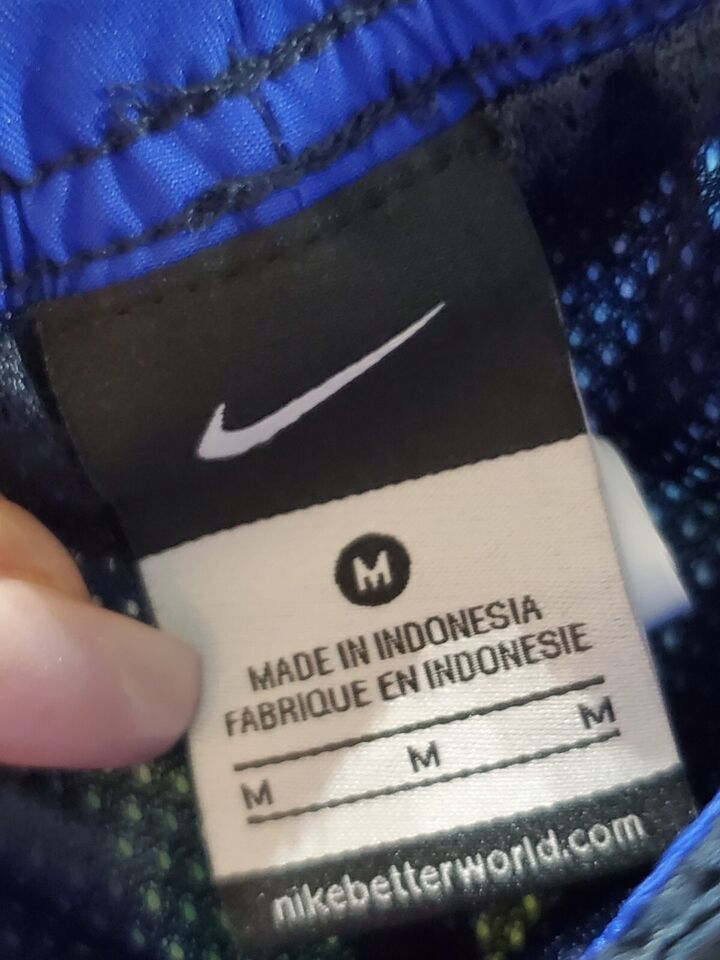 M
MADE IN INDONESIA
FABRIQUE EN INDONESIE
M M M
nikebetterworld.com